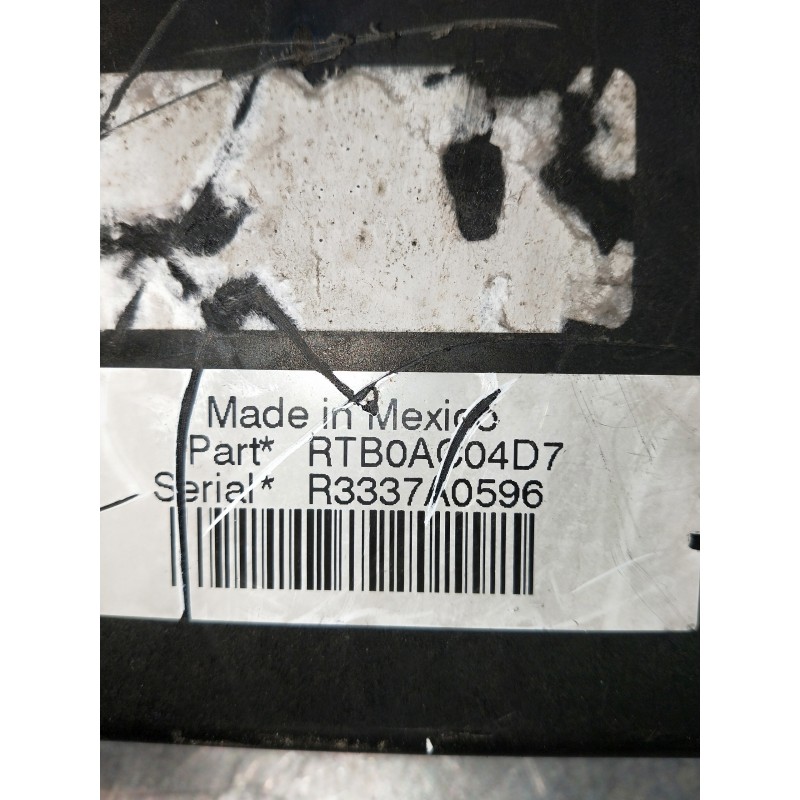 Made in Mexico
Part* RTB0AC04D7
Serial* R3337A0596